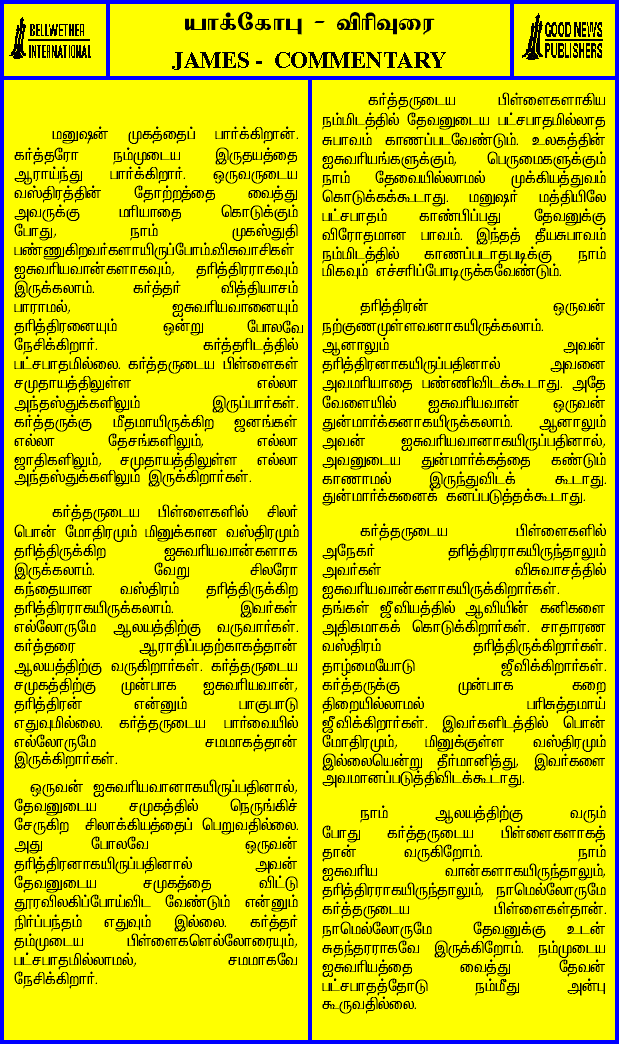 BELLWETHER
INTERNATIONAL
யாக்கோபு - விரிவுரை
JAMES - COMMENTARY
GOOD NEWS
PUBLISHERS
மனுஷன் முகத்தைப் பார்க்கிறான்.
கர்த்தரோ நம்முடைய இருதயத்தை
ஆராய்ந்து பார்க்கிறார். ஒருவருடைய
வஸ்திரத்தின் தோற்றத்தை வைத்து
அவருக்கு மரியாதை கொடுக்கும்
போது, நாம் முகஸ்துதி
பண்ணுகிறவர்களாயிருப்போம்.விசுவாசிகள்
ஐசுவரியவான்களாகவும், தரித்திரராகவும்
இருக்கலாம். கர்த்தர் வித்தியாசம்
பாராமல், ஐசுவரியவானையும்
தரித்திரனையும் ஒன்று போலவே
நேசிக்கிறார். கர்த்தரிடத்தில்
பட்சபாதமில்லை. கர்த்தருடைய பிள்ளைகள்
சமுதாயத்திலுள்ள எல்லா
அந்தஸ்துக்களிலும் இருப்பார்கள்.
கர்த்தருக்கு மீதமாயிருக்கிற ஜனங்கள்
எல்லா தேசங்களிலும், எல்லா
ஜாதிகளிலும், சமுதாயத்திலுள்ள எல்லா
அந்தஸ்துக்களிலும் இருக்கிறார்கள்.
கர்த்தருடைய பிள்ளைகளில் சிலர்
பொன் மோதிரமும் மினுக்கான வஸ்திரமும்
தரித்திருக்கிற ஐசுவரியவான்களாக
இருக்கலாம். வேறு சிலரோ
கந்தையான வஸ்திரம் தரித்திருக்கிற
தரித்திரராகயிருக்கலாம். இவர்கள்
எல்லோருமே ஆலயத்திற்கு வருவார்கள்.
கர்த்தரை ஆராதிப்பதற்காகத்தான்
ஆலயத்திற்கு வருகிறார்கள். கர்த்தருடைய
சமுகத்திற்கு முன்பாக ஐசுவரியவான்,
தரித்திரன் என்னும் பாகுபாடு
எதுவுமில்லை. கர்த்தருடைய பார்வையில்
எல்லோருமே சமமாகத்தான்
இருக்கிறார்கள்.
ஒருவன் ஐசுவரியவானாகயிருப்பதினால்,
தேவனுடைய சமுகத்தில் நெருங்கிச்
சேருகிற சிலாக்கியத்தைப் பெறுவதில்லை.
அது போலவே ஒருவன்
தரித்திரனாகயிருப்பதினால் அவன்
தேவனுடைய சமுகத்தை விட்டு
தூரவிலகிப்போய்விட வேண்டும் என்னும்
நிர்ப்பந்தம் எதுவும் இல்லை. கர்த்தர்
தம்முடைய பிள்ளைகளெல்லோரையும்,
பட்சபாதமில்லாமல், சமமாகவே
நேசிக்கிறார்.
கர்த்தருடைய பிள்ளைகளாகிய
நம்மிடத்தில் தேவனுடைய பட்சபாதமில்லாத
சுபாவம் காணப்படவேண்டும். உலகத்தின்
ஐசுவரியங்களுக்கும், பெருமைகளுக்கும்
நாம் தேவையில்லாமல் முக்கியத்துவம்
கொடுக்கக்கூடாது. மனுஷர் மத்தியிலே
பட்சபாதம் காண்பிப்பது தேவனுக்கு
விரோதமான பாவம். இந்தத் தீயசுபாவம்
நம்மிடத்தில் காணப்படாதபடிக்கு நாம்
மிகவும் எச்சரிப்போடிருக்கவேண்டும்.
தரித்திரன் ஒருவன்
நற்குணமுள்ளவனாகயிருக்கலாம்.
ஆனாலும் அவன்
தரித்திரனாகயிருப்பதினால் அவனை
அவமரியாதை பண்ணிவிடக்கூடாது. அதே
வேளையில் ஐசுவரியவான் ஒருவன்
துன்மார்க்கனாகயிருக்கலாம். ஆனாலும்
அவன் ஐசுவரியவானாகயிருப்பதினால்,
அவனுடைய துன்மார்க்கத்தை கண்டும்
காணாமல் இருந்துவிடக் கூடாது.
துன்மார்க்கனைக் கனப்படுத்தக்கூடாது.
கர்த்தருடைய பிள்ளைகளில்
அநேகர் தரித்திரராகயிருந்தாலும்
அவர்கள் விசுவாசத்தில்
ஐசுவரியவான்களாகயிருக்கிறார்கள்.
தங்கள் ஜீவியத்தில் ஆவியின் கனிகளை
அதிகமாகக் கொடுக்கிறார்கள். சாதாரண
வஸ்திரம் தரித்திருக்கிறார்கள்.
தாழ்மையோடு ஜீவிக்கிறார்கள்.
கர்த்தருக்கு முன்பாக கறை
திறையில்லாமல் பரிசுத்தமாய்
ஜீவிக்கிறார்கள். இவர்களிடத்தில் பொன்
மோதிரமும், மினுக்குள்ள வஸ்திரமும்
இல்லையென்று தீர்மானித்து, இவர்களை
அவமானப்படுத்திவிடக்கூடாது.
நாம் ஆலயத்திற்கு வரும்
போது கர்த்தருடைய பிள்ளைகளாகத்
தான் வருகிறோம். நாம்
ஐசுவரிய வான்களாகயிருந்தாலும்,
தரித்திரராகயிருந்தாலும், நாமெல்லோருமே
கர்த்தருடைய பிள்ளைகள்தான்.
நாமெல்லோருமே தேவனுக்கு உடன்
சுதந்தரராகவே இருக்கிறோம். நம்முடைய
ஐசுவரியத்தை வைத்து தேவன்
பட்சபாதத்தோடு நம்மீது அன்பு
கூருவதில்லை.